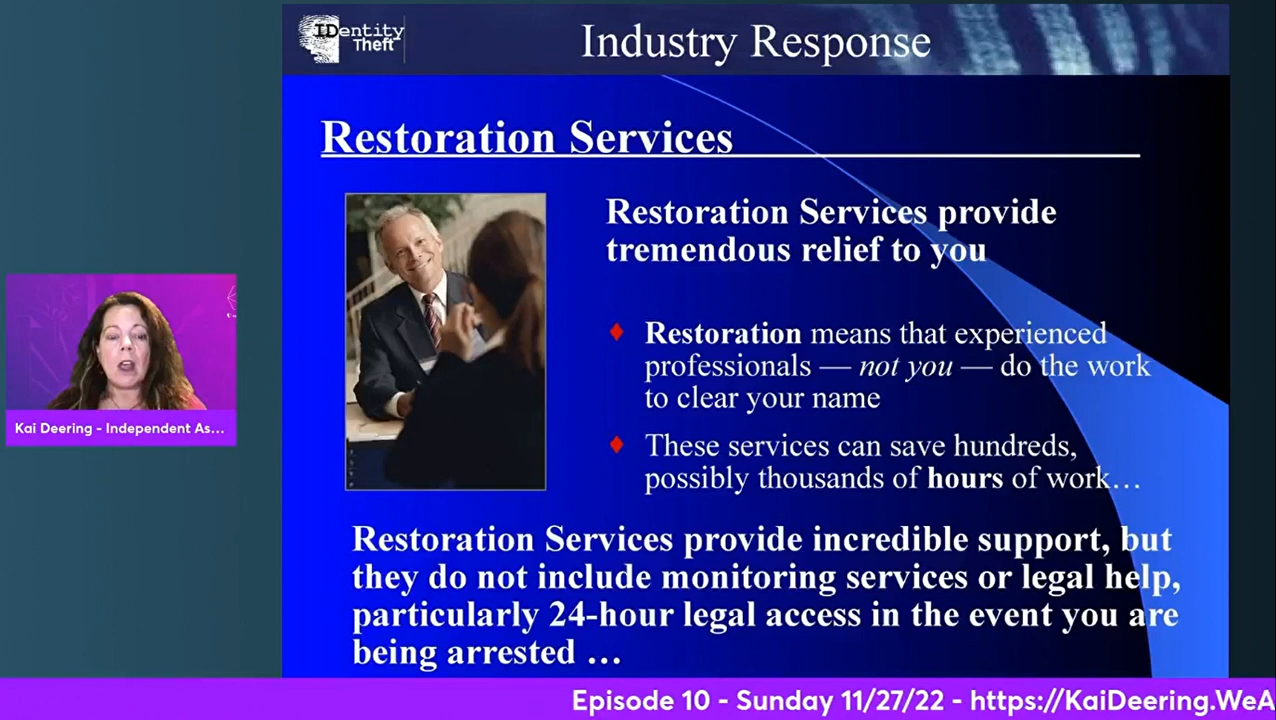 IDentity
Theft
Industry Response
Restoration Services
Restoration Services provide
tremendous relief to you
Restoration means that experienced
professionals — not you — do the work
to clear your name
These services can save hundreds,
possibly thousands of hours of work…
Restoration Services provide incredible support, but
they do not include monitoring services or legal help,
particularly 24-hour legal access in the event you are
being arrested …
Kai Deering - Independent As...
Episode 10 - Sunday 11/27/22 - https://KaiDeering.WeA